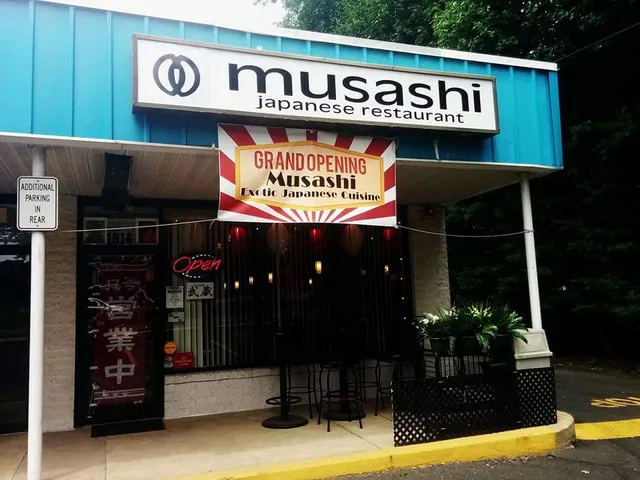 musashi
japanese restaurant
GRAND OPENING
Musashi
Exotic Japanese Cuisine
ADDITIONAL
PARKING
IN
REAR
Open
武蔵
営業中